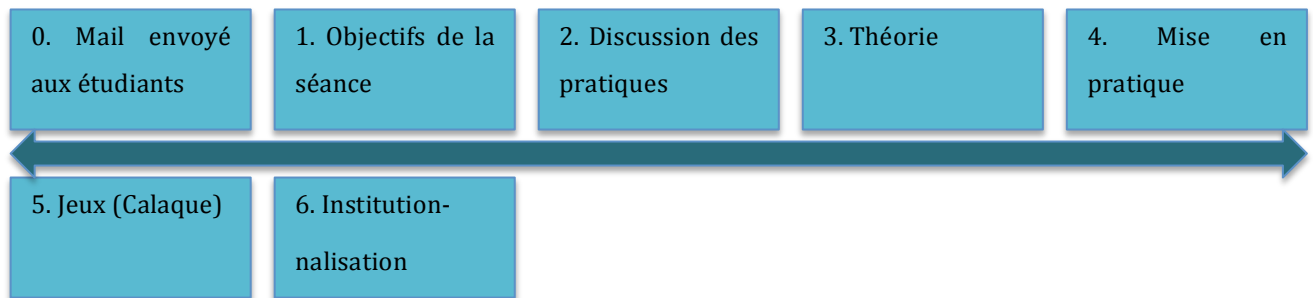 0. Mail envoyé
aux étudiants
1. Objectifs de la
séance
2. Discussion des
pratiques
3. Théorie
4. Mise en
pratique
5. Jeux (Calaque)
6. Institution-
nalisation